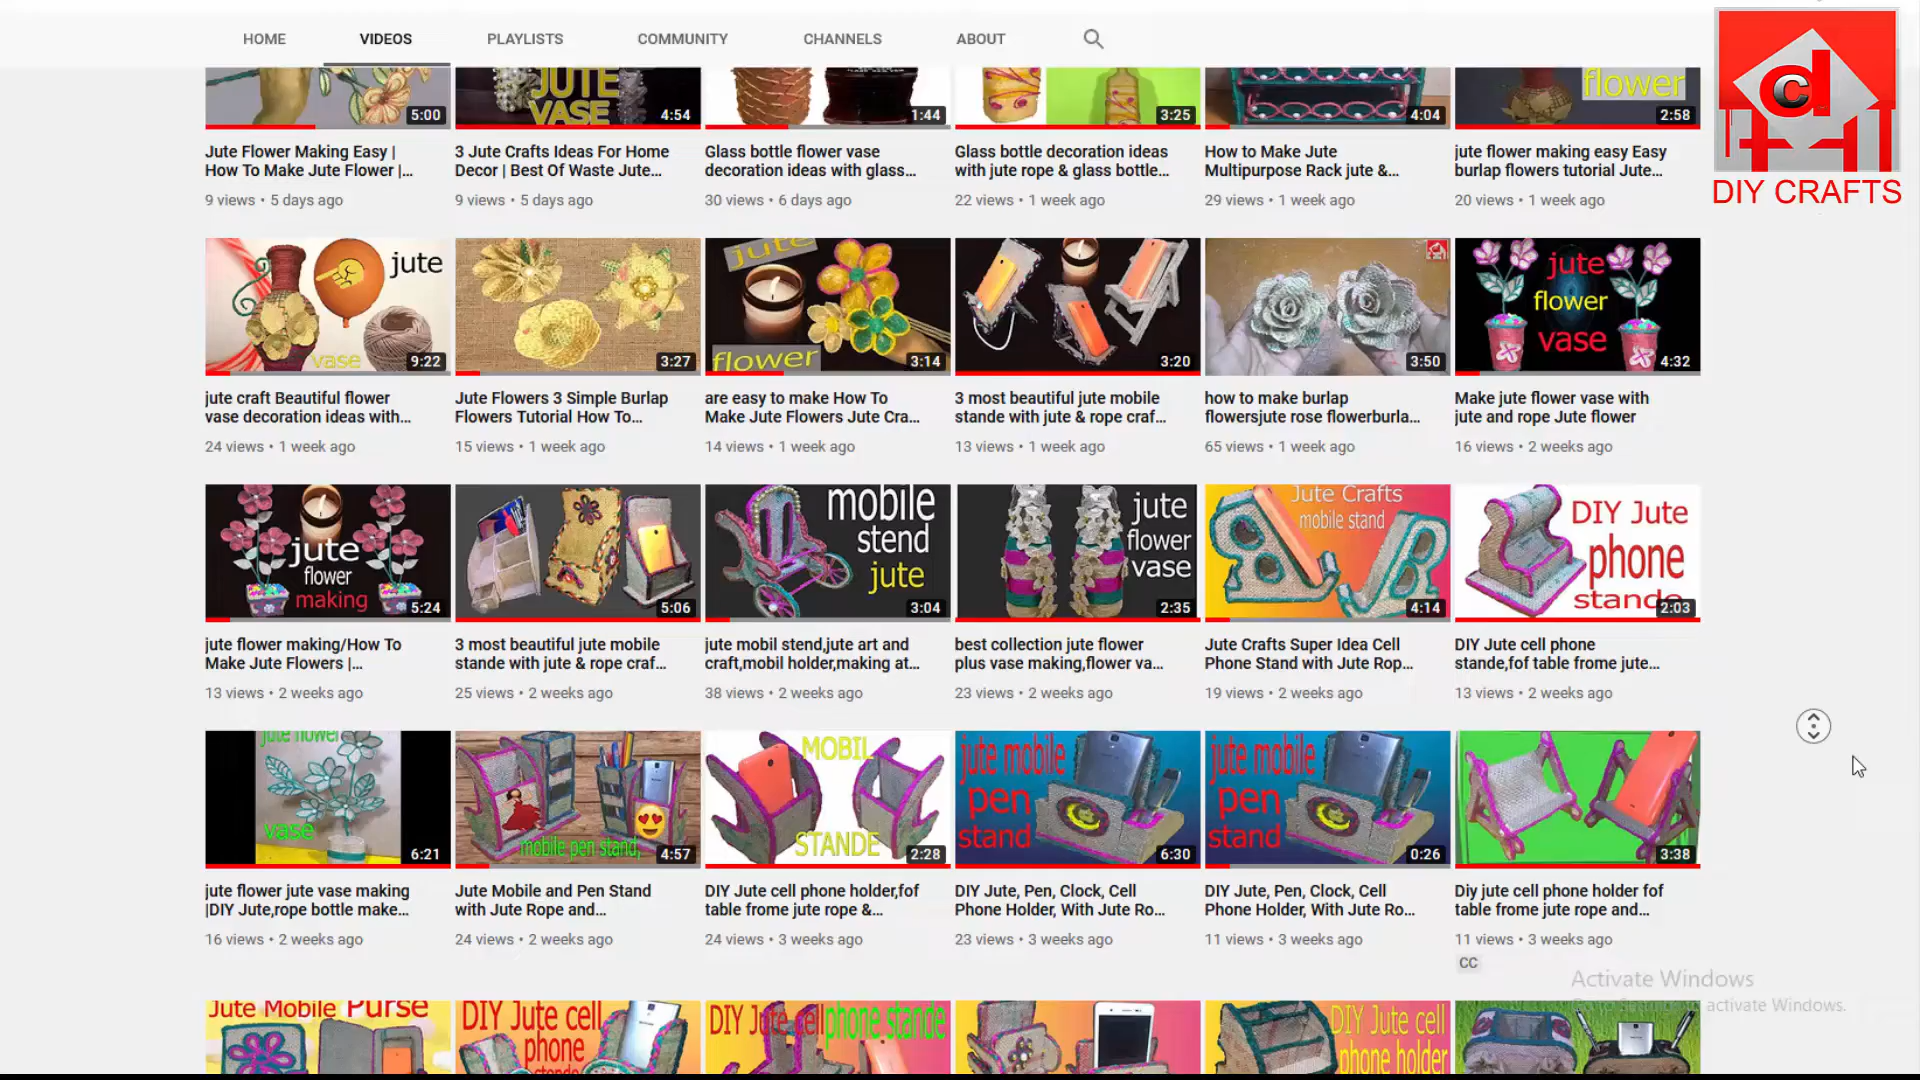 HOME VIDEOS PLAYLISTS COMMUNITY CHANNELS ABOUT
DIY CRAFTS
JUTE
VASE
flower
5:00 4:54 1:44 3:25 4:04 2:58
Jute Flower Making Easy |
How To Make Jute Flower |...
9 views • 5 days ago
3 Jute Crafts Ideas For Home
Decor | Best Of Waste Jute...
9 views • 5 days ago
Glass bottle flower vase
decoration ideas with glass...
30 views • 6 days ago
Glass bottle decoration ideas
with jute rope & glass bottle...
22 views • 1 week ago
How to Make Jute
Multipurpose Rack jute &...
29 views • 1 week ago
jute flower making easy Easy
burlap flowers tutorial Jute...
20 views • 1 week ago
jute
vase
9:22
3:27
jute
flower
3:14
3:20
3:50
jute
flower
vase
4:32
jute craft Beautiful flower
vase decoration ideas with...
24 views • 1 week ago
Jute Flowers 3 Simple Burlap
Flowers Tutorial How To...
15 views • 1 week ago
are easy to make How To
Make Jute Flowers Jute Cra...
14 views • 1 week ago
3 most beautiful jute mobile
stande with jute & rope craf...
13 views • 1 week ago
how to make burlap
flowersjute rose flowerburla...
65 views • 1 week ago
Make jute flower vase with
jute and rope Jute flower
16 views • 2 weeks ago
jute
flower
making
5:24
5:06
mobile
stend
jute
3:04
jute
flower
vase
2:35
Jute Crafts
mobile stand
4:14
DIY Jute
phone
stande
2:03
jute flower making/How To
Make Jute Flowers |...
13 views • 2 weeks ago
3 most beautiful jute mobile
stande with jute & rope craf...
25 views • 2 weeks ago
jute mobil stend,jute art and
craft,mobil holder,making at...
38 views • 2 weeks ago
best collection jute flower
plus vase making,flower va...
23 views • 2 weeks ago
Jute Crafts Super Idea Cell
Phone Stand with Jute Rop...
19 views • 2 weeks ago
DIY Jute cell phone
stande,fof table frome jute...
13 views • 2 weeks ago
jute flower
vase
6:21
mobile pen stand,
4:57
MOBIL
STANDE
2:28
jute mobile
pen
stand
6:30
jute mobile
pen
stand
0:26
3:38
jute flower jute vase making
|DIY Jute,rope bottle make...
16 views • 2 weeks ago
Jute Mobile and Pen Stand
with Jute Rope and...
24 views • 2 weeks ago
DIY Jute cell phone holder,fof
table frome jute rope &...
24 views • 3 weeks ago
DIY Jute, Pen, Clock, Cell
Phone Holder, With Jute Ro...
23 views • 3 weeks ago
DIY Jute, Pen, Clock, Cell
Phone Holder, With Jute Ro...
11 views • 3 weeks ago
Diy jute cell phone holder fof
table frome jute rope and...
11 views • 3 weeks ago
CC
Activate Windows
activate Windows.
Jute Mobile Purse
DIY Jute cell
phone
DIY Jute cell phone stande
DIY Jute cell
phone holder